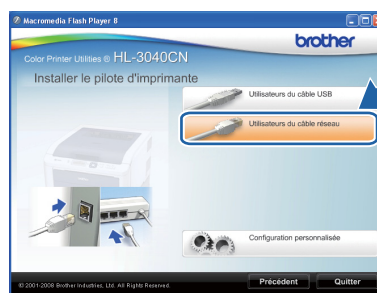 Macromedia Flash Player 8
brother
Color Printer Utilities ® HL-3040CN
Installer le pilote d'imprimante
Utilisateurs du câble USB
Utilisateurs du câble réseau
Configuration personnalisée
© 2001-2008 Brother Industries, Ltd. All Rights Reserved.
Précédent
Quitter